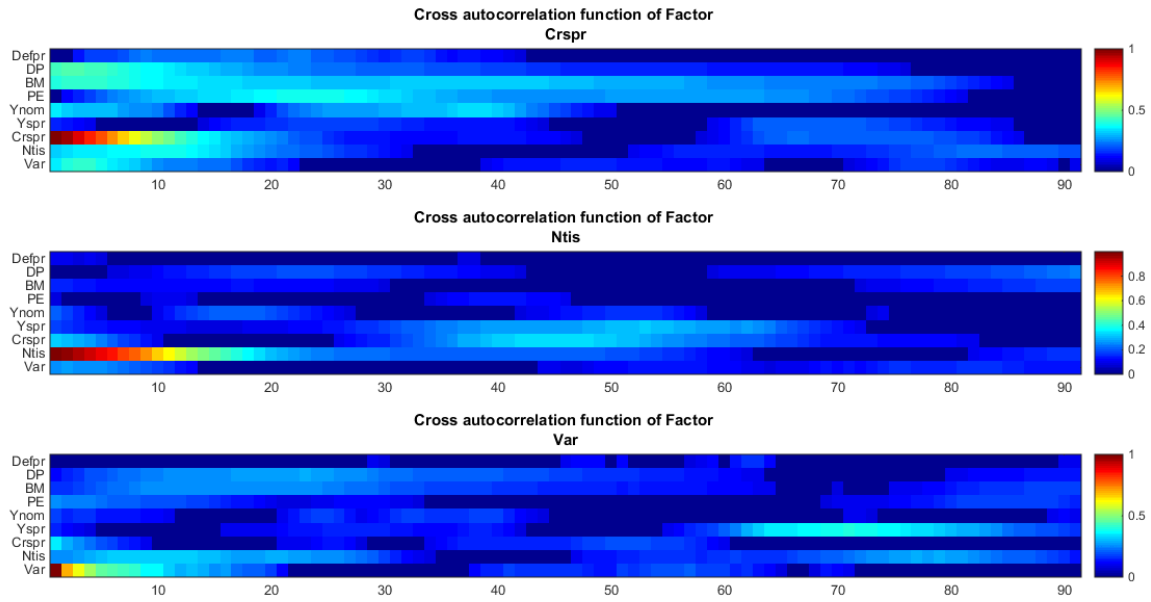 Cross autocorrelation function of Factor
Crspr
Defpr
DP
BM
PE
Ynom
Yspr
Crspr
Ntis
Var
10 20 30 40 50 60 70 80 90
1
0.5
0
Cross autocorrelation function of Factor
Ntis
Defpr
DP
BM
PE
Ynom
Yspr
Crspr
Ntis
Var
10 20 30 40 50 60 70 80 90
0.8
0.6
0.4
0.2
0
Cross autocorrelation function of Factor
Var
Defpr
DP
BM
PE
Ynom
Yspr
Crspr
Ntis
Var
10 20 30 40 50 60 70 80 90
1
0.5
0